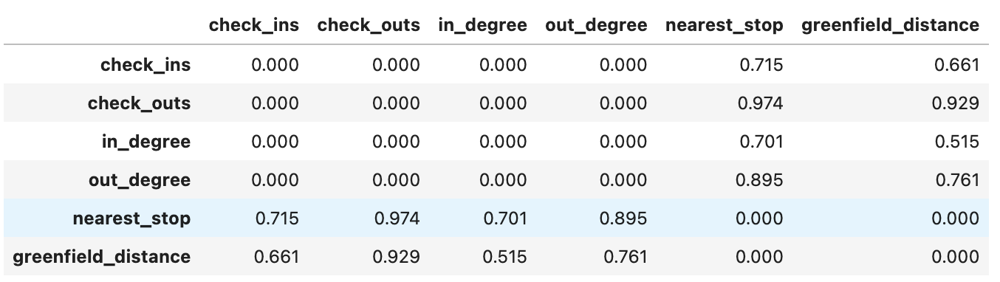 check_ins check_outs in_degree out_degree nearest_stop greenfield_distance
check_ins 0.000 0.000 0.000 0.000 0.715 0.661
check_outs 0.000 0.000 0.000 0.000 0.974 0.929
in_degree 0.000 0.000 0.000 0.000 0.701 0.515
out_degree 0.000 0.000 0.000 0.000 0.895 0.761
nearest_stop 0.715 0.974 0.701 0.895 0.000 0.000
greenfield_distance 0.661 0.929 0.515 0.761 0.000 0.000